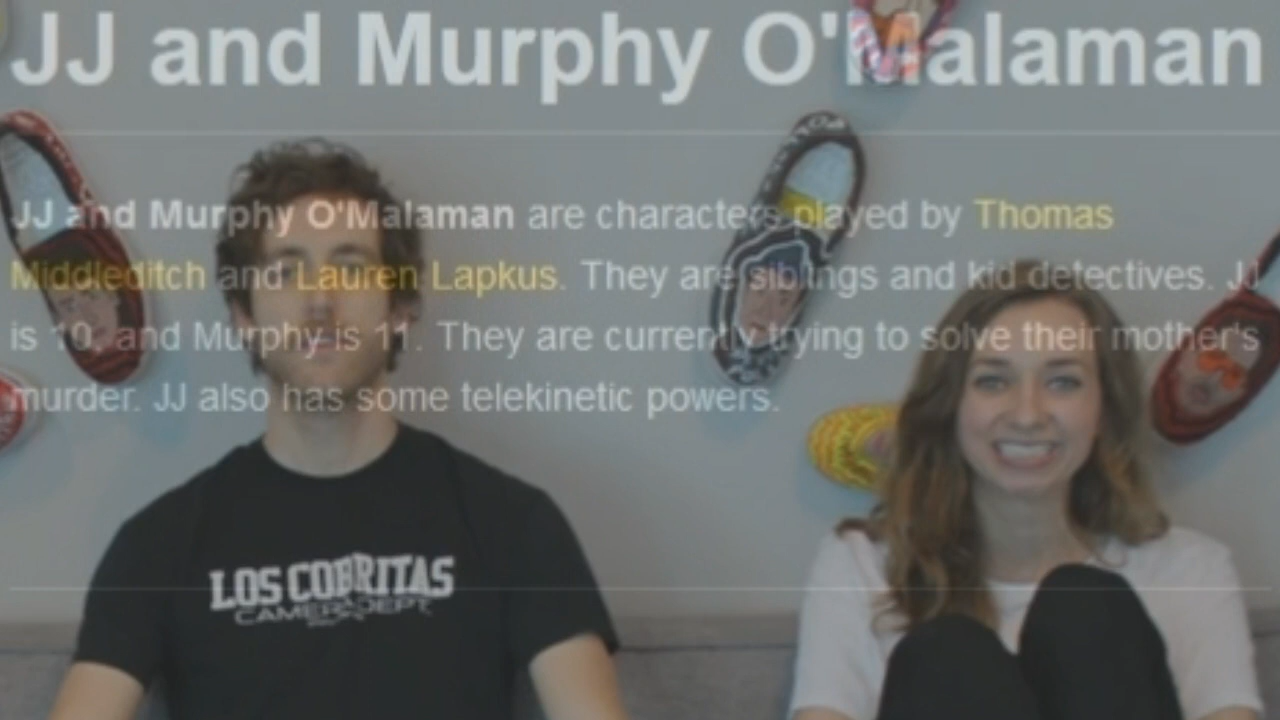 JJ and Murphy O'Malaman
JJ and Murphy O'Malaman are characters played by Thomas
Middleditch and Lauren Lapkus. They are siblings and kid detectives. JJ
is 10, and Murphy is 11. They are currently trying to solve their mother's
murder. JJ also has some telekinetic powers.
LOS COBRITAS
CAMERA DEPT.